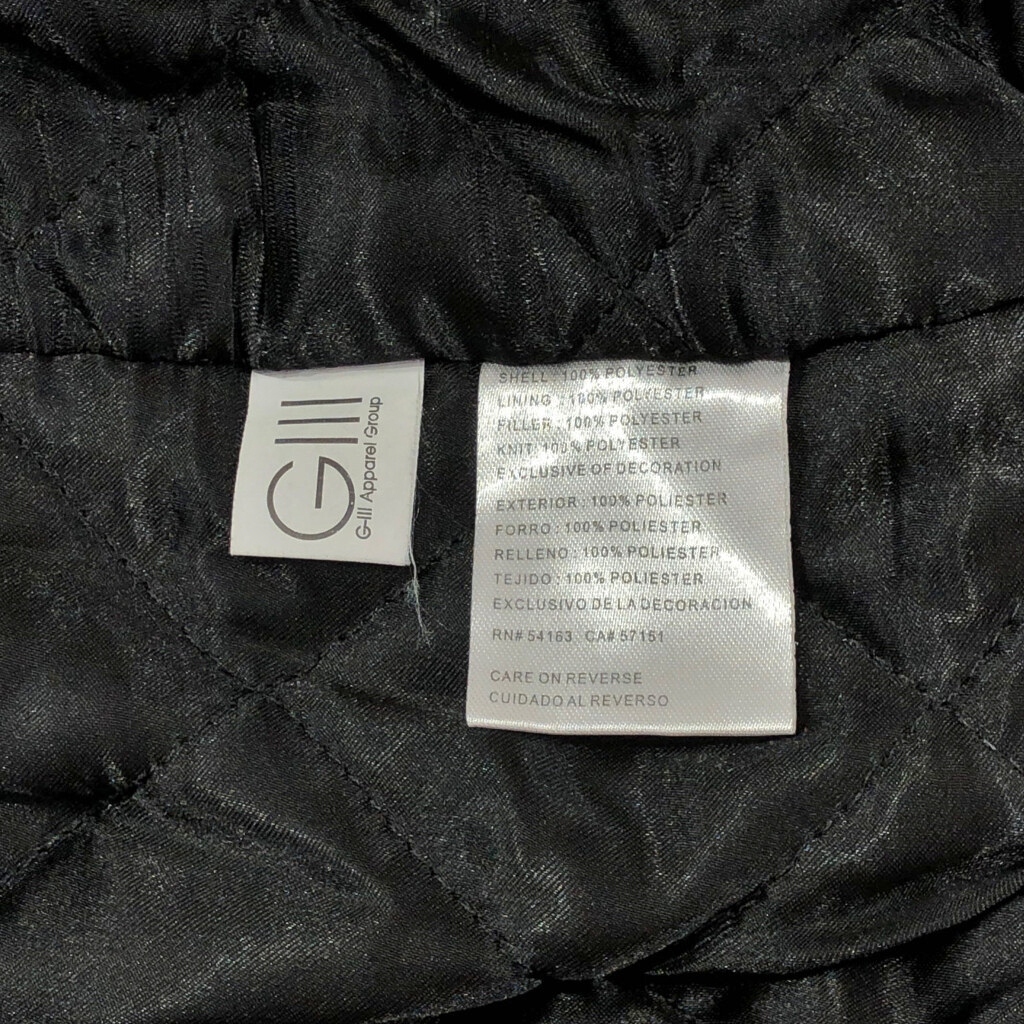 GIII
G-III Apparel Group
SHELL : 100% POLYESTER
LINING : 100% POLYESTER
FILLER : 100% POLYESTER
KNIT: 100% POLYESTER
EXCLUSIVE OF DECORATION
EXTERIOR : 100% POLIESTER
FORRO : 100% POLIESTER
RELLENO : 100% POLIESTER
TEJIDO : 100% POLIESTER
EXCLUSIVO DE LA DECORACION
RN# 54163 CA# 57151
CARE ON REVERSE
CUIDADO AL REVERSO